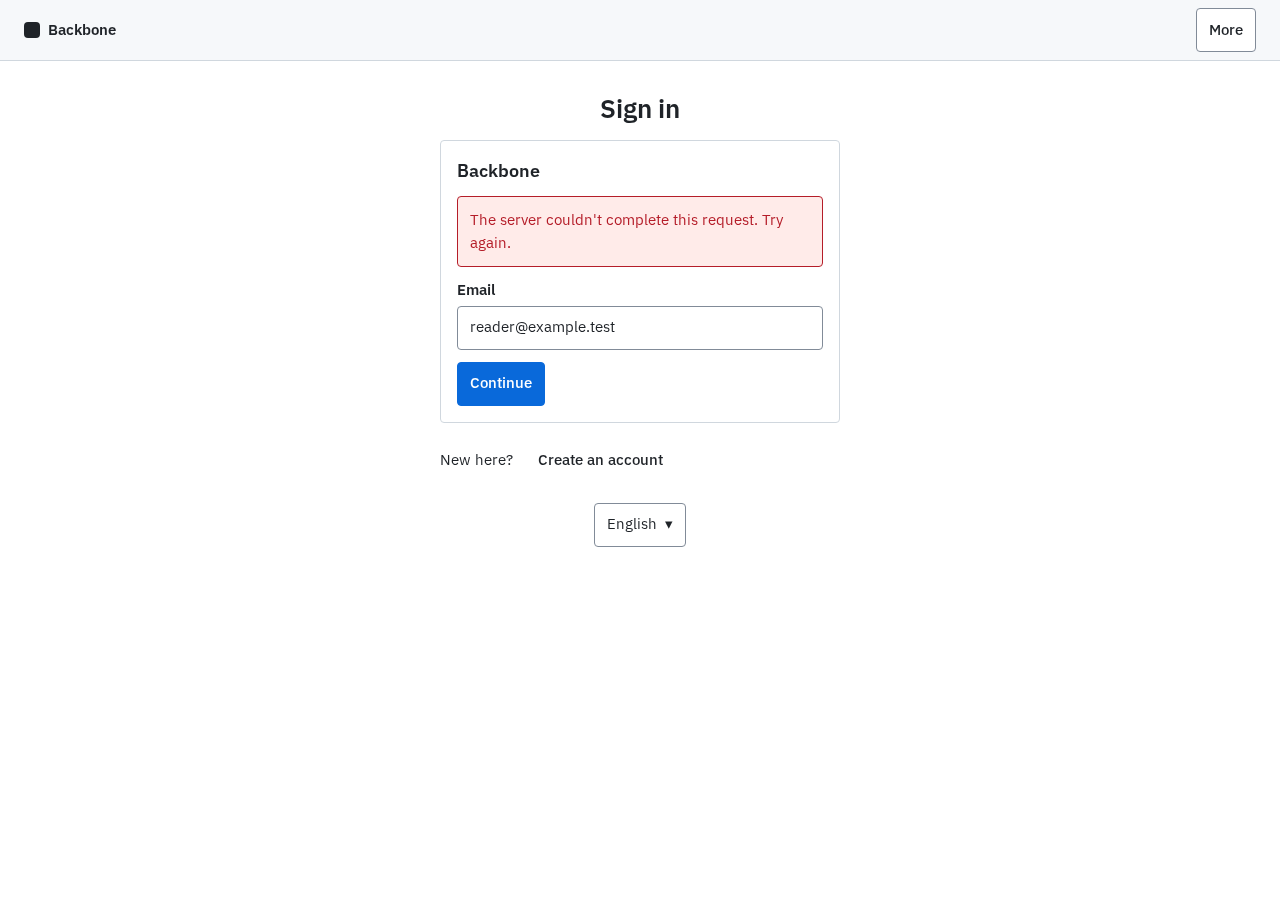 Backbone
More
Sign in
Backbone
The server couldn't complete this request. Try
again.
Email
reader@example.test
Continue
New here? Create an account
English ▾